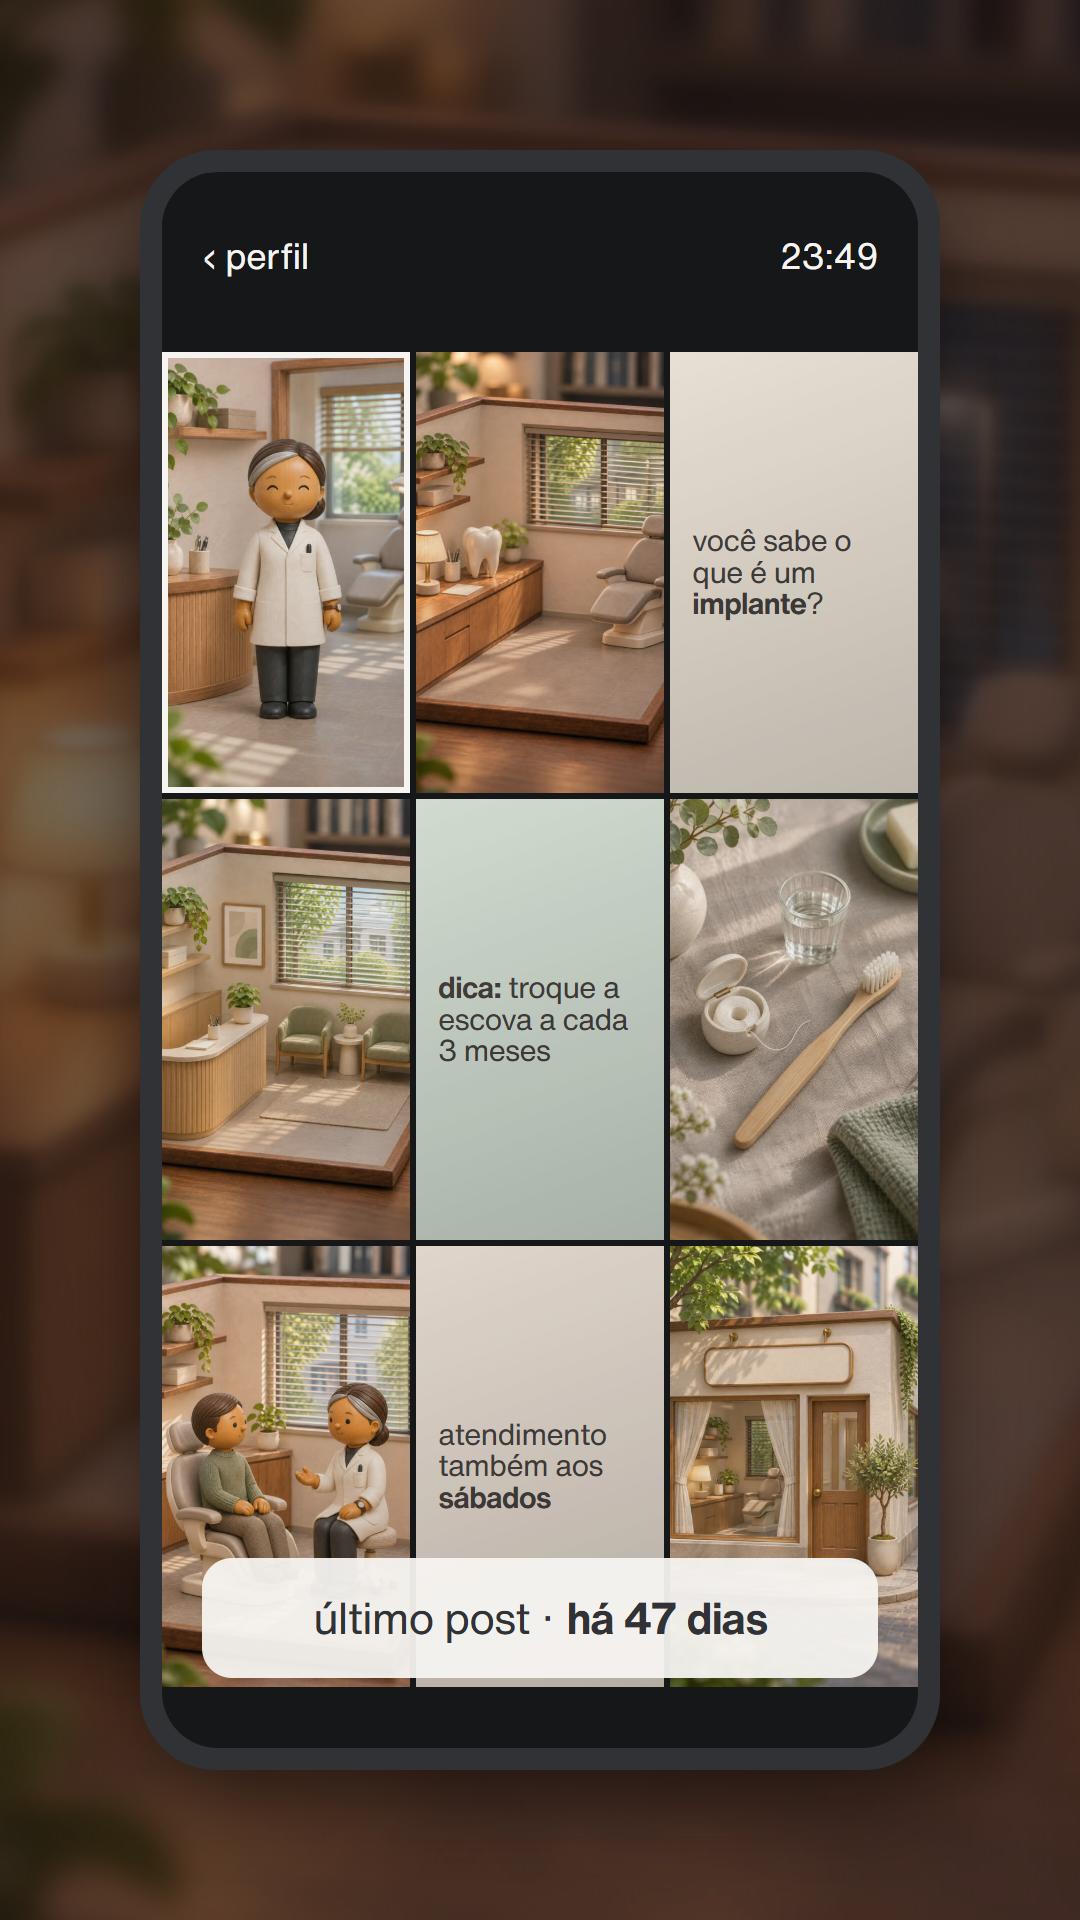 ‹ perfil
23:49
você sabe o
que é um
implante?
dica: troque a
escova a cada
3 meses
atendimento
também aos
sábados
último post · há 47 dias